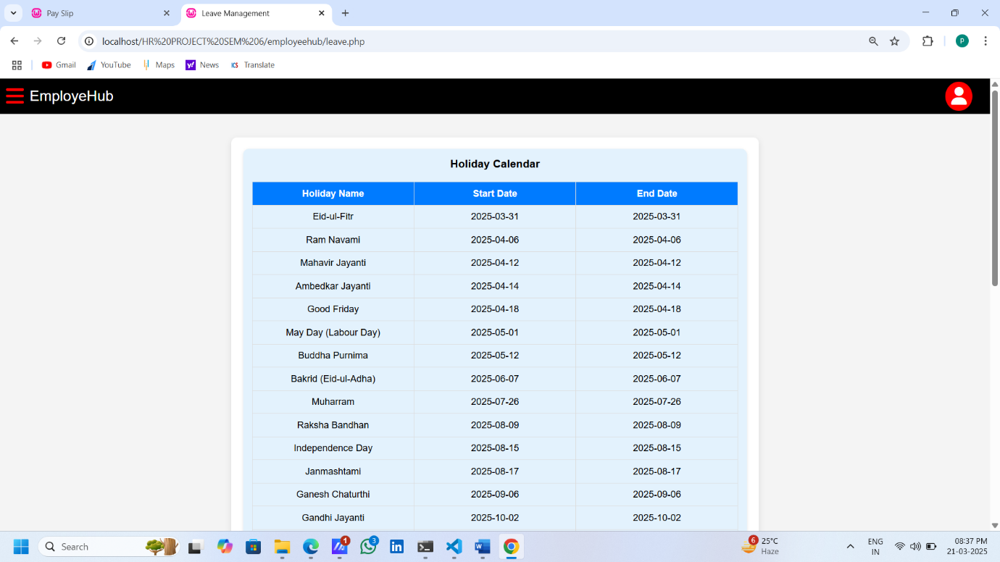 Pay Slip
Leave Management
localhost/HR%20PROJECT%20SEM%206/employeehub/leave.php
P
Gmail
YouTube
Maps
y!
News
ICS
Translate
EmployeHub
Holiday Calendar
Holiday Name Start Date End Date
Eid-ul-Fitr 2025-03-31 2025-03-31
Ram Navami 2025-04-06 2025-04-06
Mahavir Jayanti 2025-04-12 2025-04-12
Ambedkar Jayanti 2025-04-14 2025-04-14
Good Friday 2025-04-18 2025-04-18
May Day (Labour Day) 2025-05-01 2025-05-01
Buddha Purnima 2025-05-12 2025-05-12
Bakrid (Eid-ul-Adha) 2025-06-07 2025-06-07
Muharram 2025-07-26 2025-07-26
Raksha Bandhan 2025-08-09 2025-08-09
Independence Day 2025-08-15 2025-08-15
Janmashtami 2025-08-17 2025-08-17
Ganesh Chaturthi 2025-09-06 2025-09-06
Gandhi Jayanti 2025-10-02 2025-10-02
Search
1
3
in
W
6
25°C
Haze
ENG
IN
08:37 PM
21-03-2025